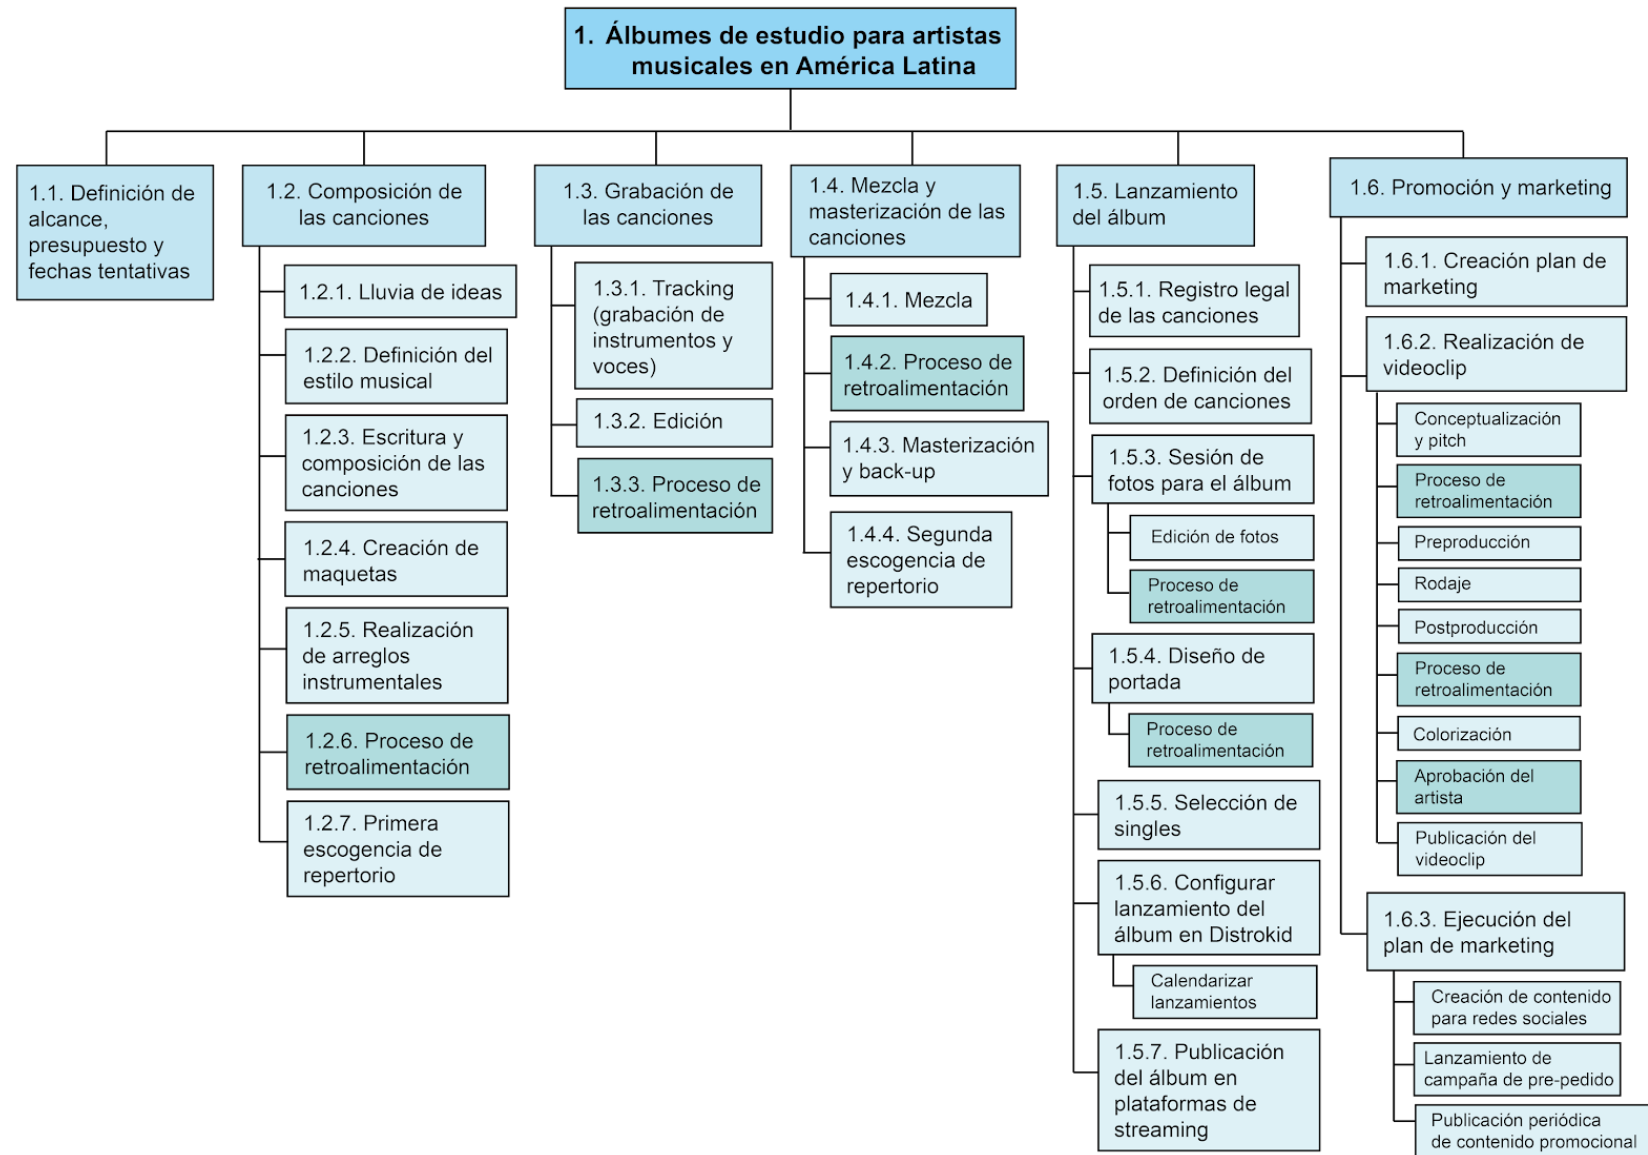 1. Álbumes de estudio para artistas
musicales en América Latina
1.1. Definición de
alcance,
presupuesto y
fechas tentativas
1.2. Composición de
las canciones
1.2.1. Lluvia de ideas
1.2.2. Definición del
estilo musical
1.2.3. Escritura y
composición de las
canciones
1.2.4. Creación de
maquetas
1.2.5. Realización
de arreglos
instrumentales
1.2.6. Proceso de
retroalimentación
1.2.7. Primera
escogencia de
repertorio
1.3. Grabación de
las canciones
1.3.1. Tracking
(grabación de
instrumentos y
voces)
1.3.2. Edición
1.3.3. Proceso de
retroalimentación
1.4. Mezcla y
masterización de las
canciones
1.4.1. Mezcla
1.4.2. Proceso de
retroalimentación
1.4.3. Masterización
y back-up
1.4.4. Segunda
escogencia de
repertorio
1.5. Lanzamiento
del álbum
1.5.1. Registro legal
de las canciones
1.5.2. Definición del
orden de canciones
1.5.3. Sesión de
fotos para el álbum
Edición de fotos
Proceso de
retroalimentación
1.5.4. Diseño de
portada
Proceso de
retroalimentación
1.5.5. Selección de
singles
1.5.6. Configurar
lanzamiento del
álbum en Distrokid
Calendarizar
lanzamientos
1.5.7. Publicación
del álbum en
plataformas de
streaming
1.6. Promoción y marketing
1.6.1. Creación plan de
marketing
1.6.2. Realización de
videoclip
Conceptualización
y pitch
Proceso de
retroalimentación
Preproducción
Rodaje
Postproducción
Proceso de
retroalimentación
Colorización
Aprobación del
artista
Publicación del
videoclip
1.6.3. Ejecución del
plan de marketing
Creación de contenido
para redes sociales
Lanzamiento de
campaña de pre-pedido
Publicación periódica
de contenido promocional